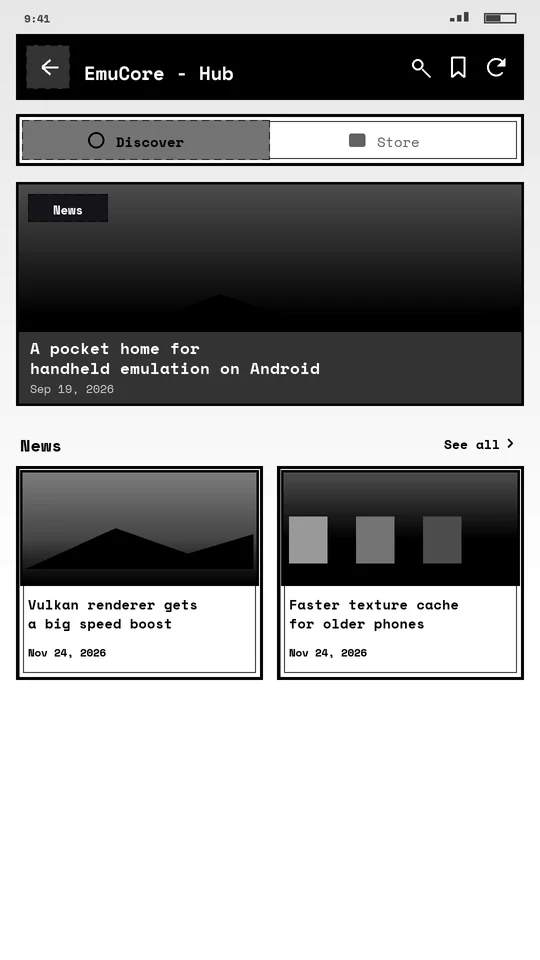 9:41
EmuCore - Hub
Discover
Store
News
A pocket home for
handheld emulation on Android
Sep 19, 2026
News
See all
Vulkan renderer gets
a big speed boost
Nov 24, 2026
Faster texture cache
for older phones
Nov 24, 2026